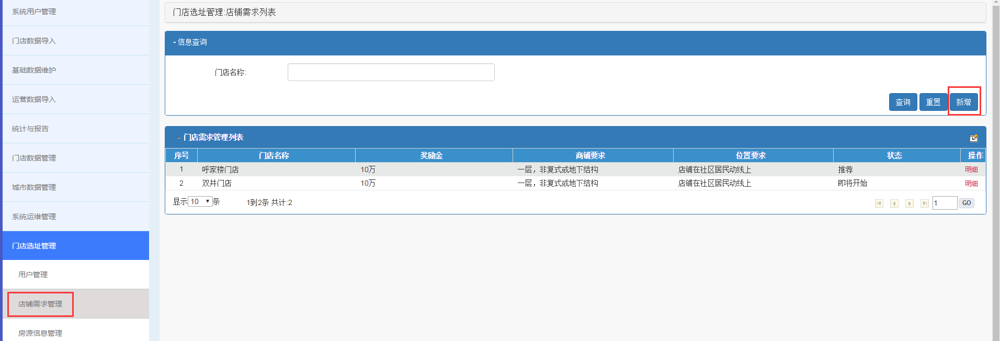 系统用户管理
门店数据导入
基础数据维护
运营数据导入
统计与报告
门店数据管理
城市数据管理
系统运维管理
门店选址管理
用户管理
店铺需求管理
房源信息管理
门店选址管理:店铺需求列表
- 信息查询
门店名称:
查询 重置 新增
- 门店需求管理列表
序号 门店名称 奖励金 商铺要求 位置要求 状态 操作
1 呼家楼门店 10万 一层，非复式或地下结构 店铺在社区居民动线上 推荐 明细
2 双井门店 10万 一层，非复式或地下结构 店铺在社区居民动线上 即将开始 明细
显示 10 条 1到2条 共计:2 1 GO